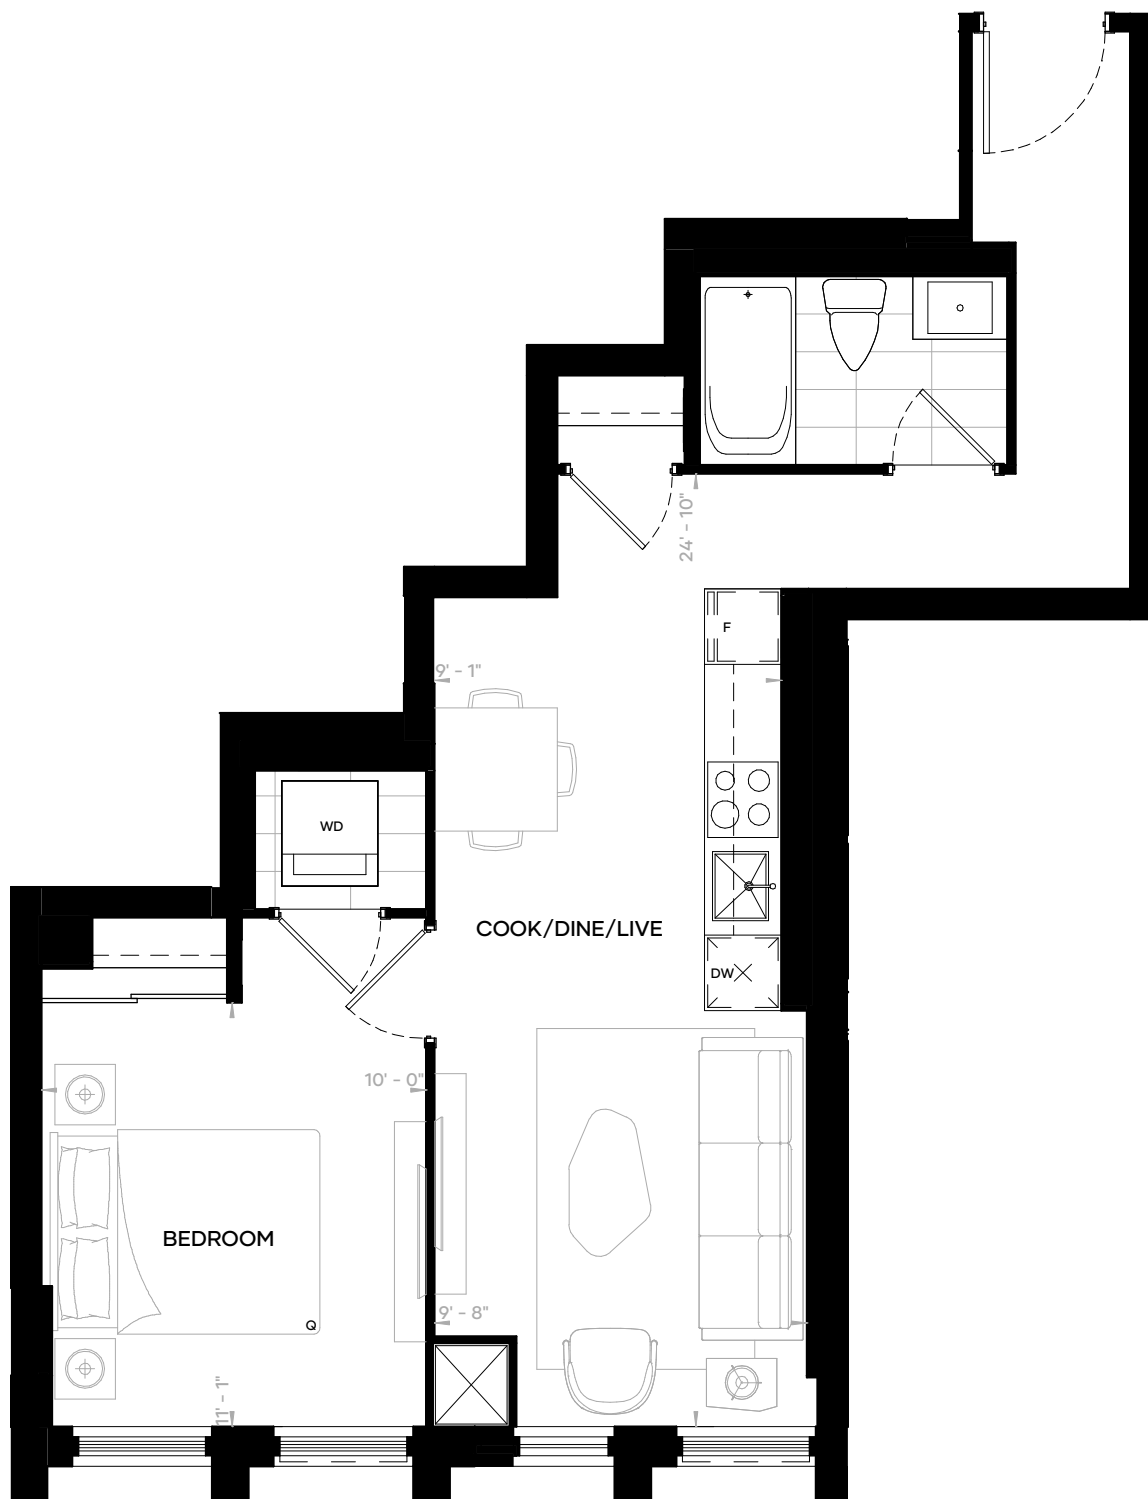 24' - 10"
F
9' - 1"
WD
COOK/DINE/LIVE
DW
10' - 0"
BEDROOM
9' - 8"
Q
11' - 1"